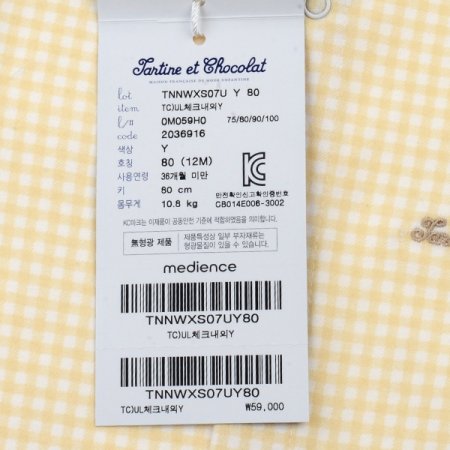 Tartine et Chocolat
MAISON FRANÇAISE DE MODE ENFANTINE
lot TNNWXS07U Y 80
item TC)UL체크내의Y
l/# 0M059H0 75/80/90/100
code 2036916
색상 Y
호칭 80 (12M)
사용연령 36개월 미만
키 80 cm
몸무게 10.8 kg
안전확인신고확인증번호
CB014E006-3002
KC마크는 이제품이 공통안전 기준에 적합하였음을 의미합니다.
無형광 제품
제품특성상 일부 부자재류는
형광물질이 있을 수 있습니다.
medience
TNNWXS07UY80
TC)UL체크내의Y
TNNWXS07UY80
TC)UL체크내의Y ₩59,000